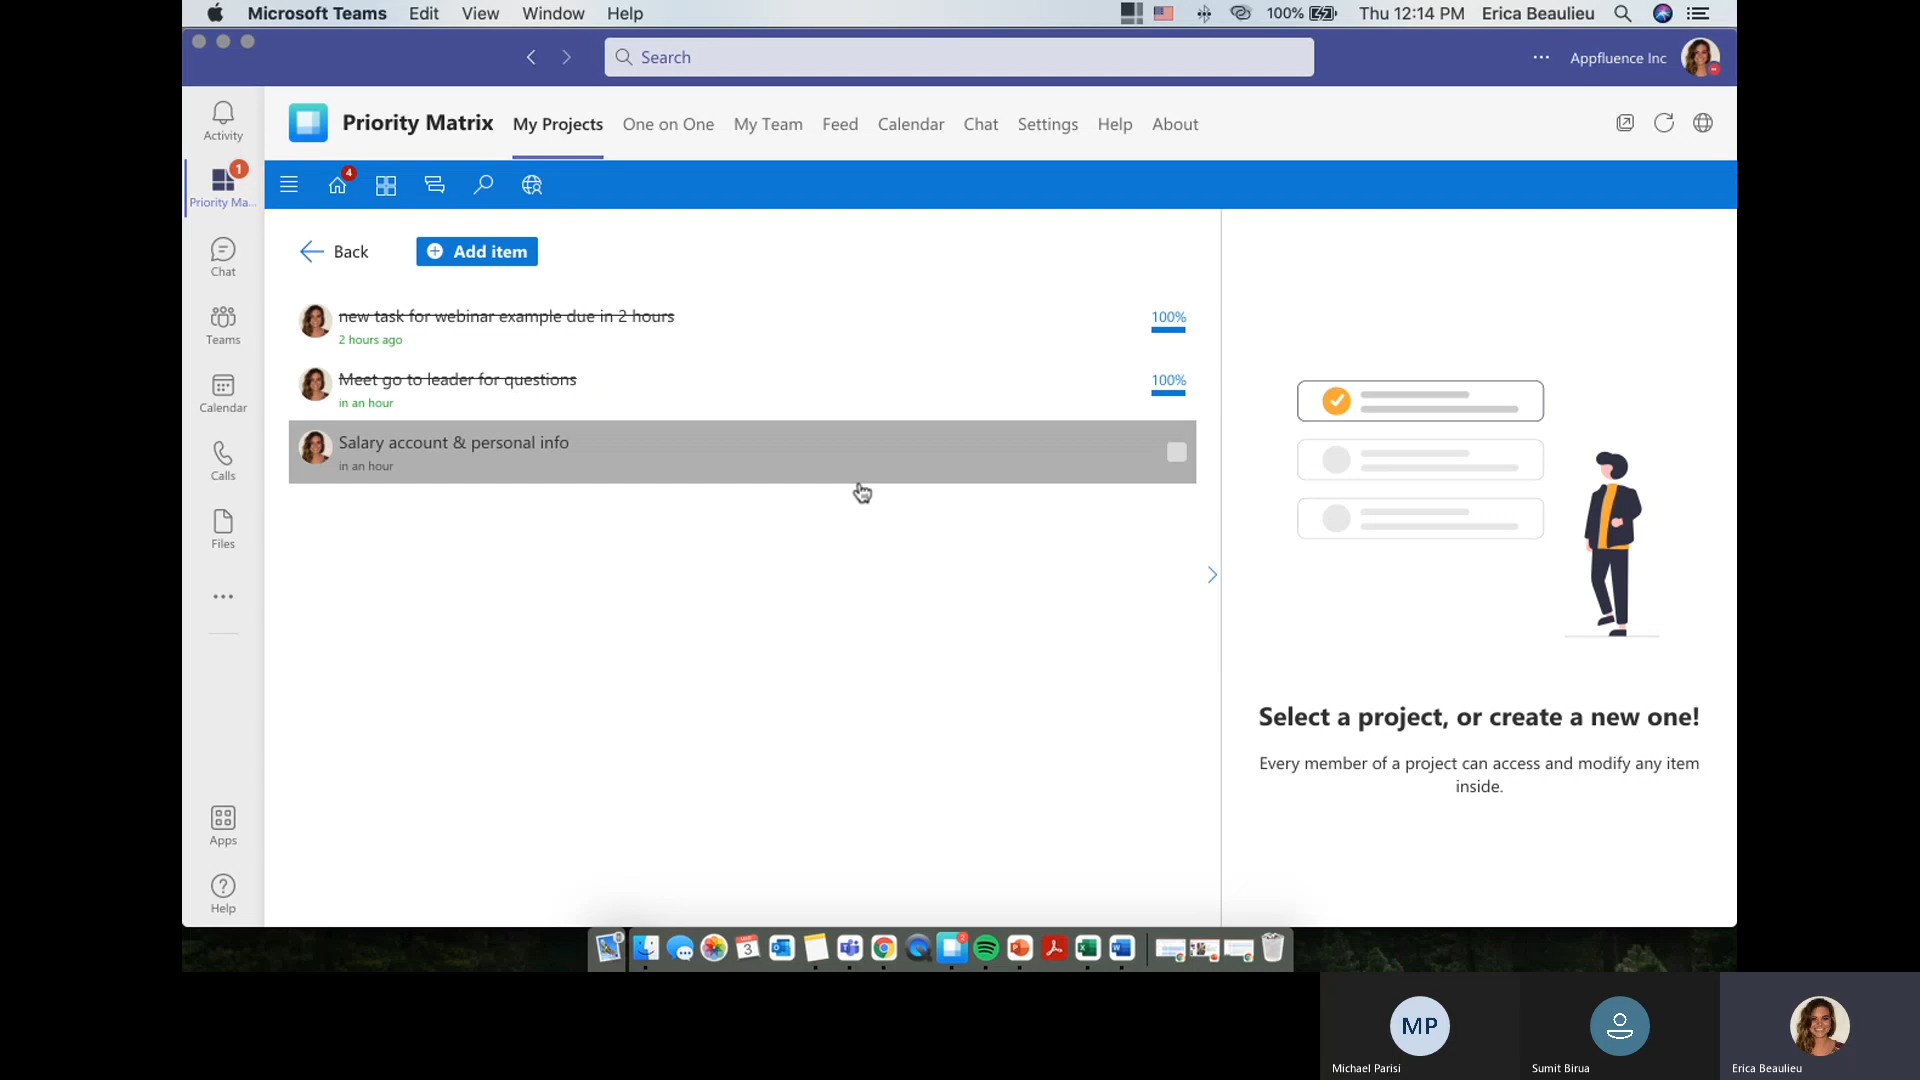 Microsoft Teams Edit View Window Help 100% Thu 12:14 PM Erica Beaulieu
Search
Appfluence Inc
Activity
1
Priority Ma...
Chat
Teams
Calendar
Calls
Files
Apps
Help
Priority Matrix My Projects One on One My Team Feed Calendar Chat Settings Help About
4
Back
Add item
new task for webinar example due in 2 hours
2 hours ago
100%
Meet go to leader for questions
in an hour
100%
Salary account & personal info
in an hour
Select a project, or create a new one!
Every member of a project can access and modify any item
inside.
3
2
MP
Michael Parisi
Sumit Birua
Erica Beaulieu